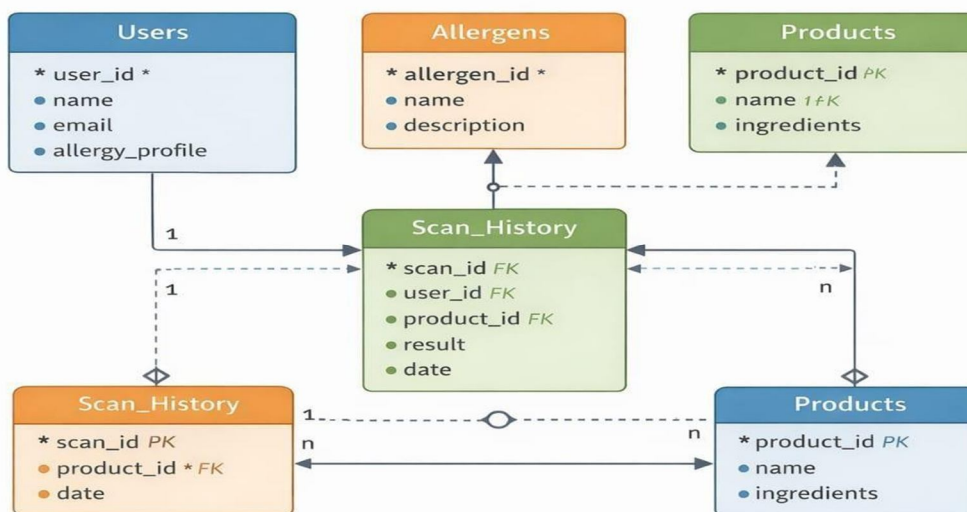 Users
* user_id *
• name
• email
• allergy_profile
Allergens
* allergen_id *
• name
• description
Products
* product_id PK
• name
• ingredients
1
1
Scan_History
* scan_id FK
• user_id FK
• product_id FK
• result
• date
n
Scan_History
* scan_id PK
• product_id * FK
• date
1
n
n
Products
* product_id PK
• name
• ingredients